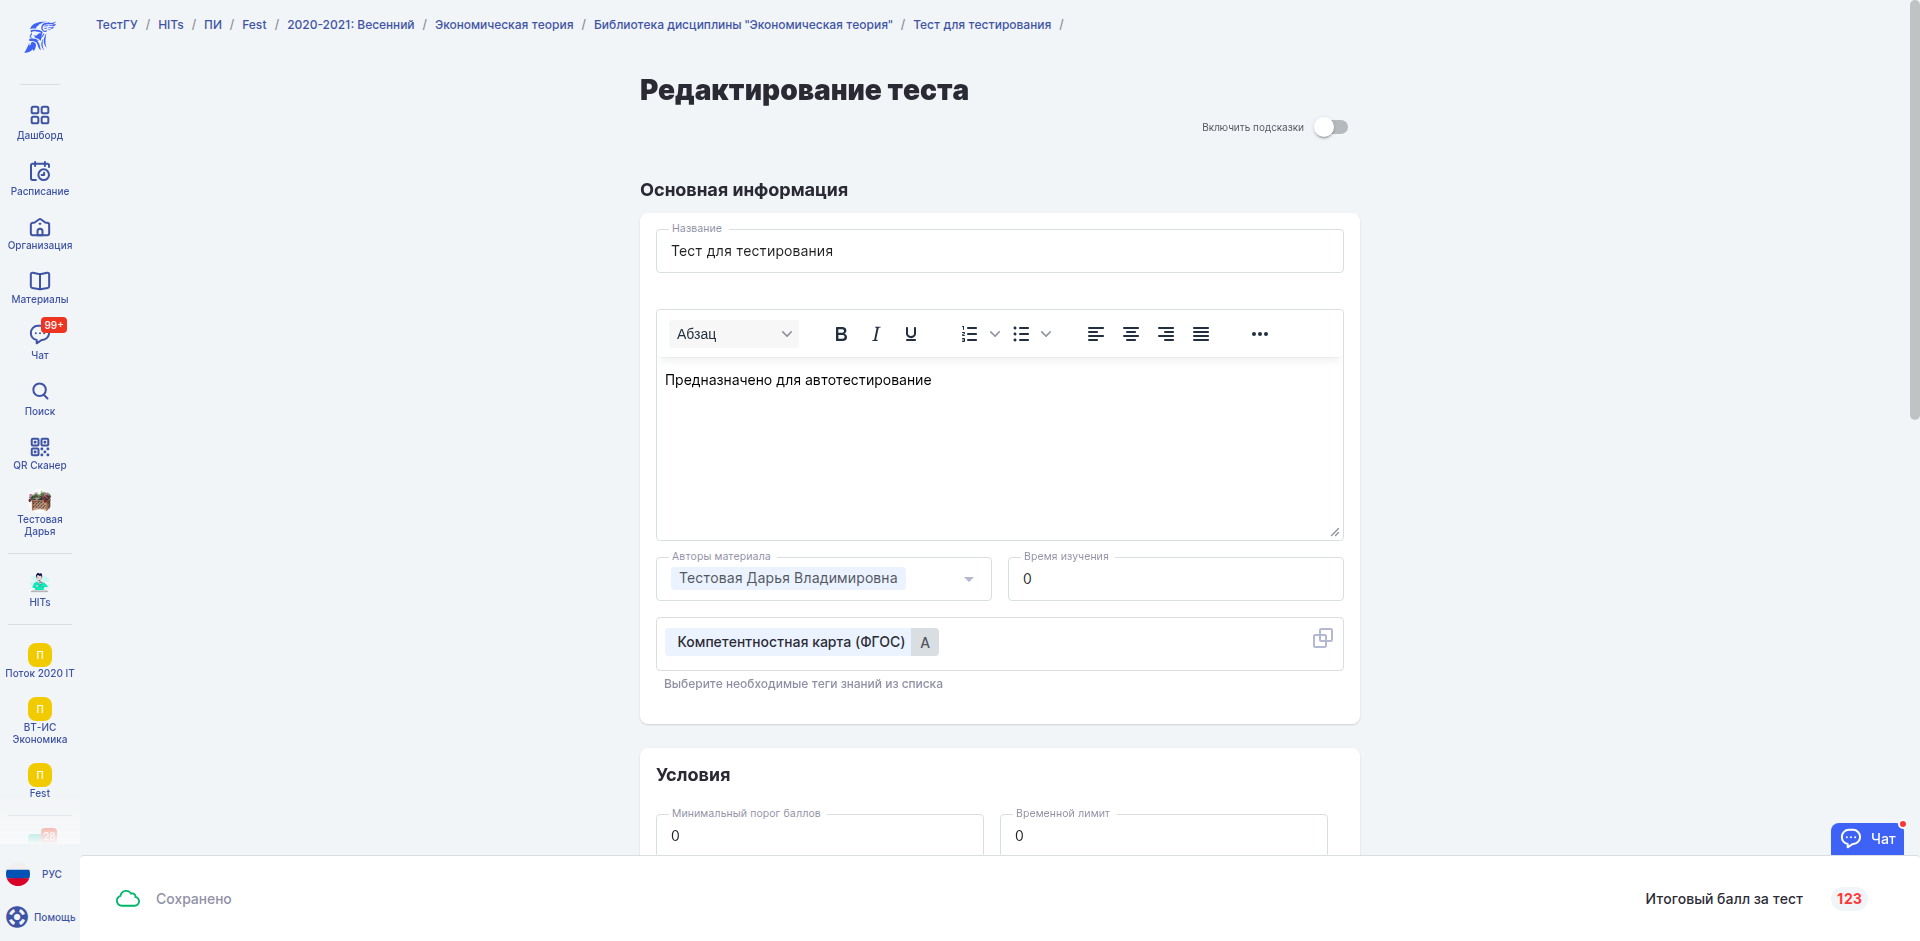 ТестГУ / HITs / ПИ / Fest / 2020-2021: Весенний / Экономическая теория / Библиотека дисциплины "Экономическая теория" / Тест для тестирования /
Дашборд
Расписание
Организация
Материалы
99+
Чат
Поиск
QR Сканер
Тестовая
Дарья
HITs
П
Поток 2020 IT
П
ВТ-ИС
Экономика
П
Fest
28
РУС
Помощь
Редактирование теста
Включить подсказки
Основная информация
Название
Тест для тестирования
Абзац
B I U
Предназначено для автотестирование
Авторы материала
Тестовая Дарья Владимировна
Время изучения
0
Компетентностная карта (ФГОС) А
Выберите необходимые теги знаний из списка
Условия
Минимальный порог баллов
0
Временной лимит
0
Чат
Сохранено
Итоговый балл за тест 123